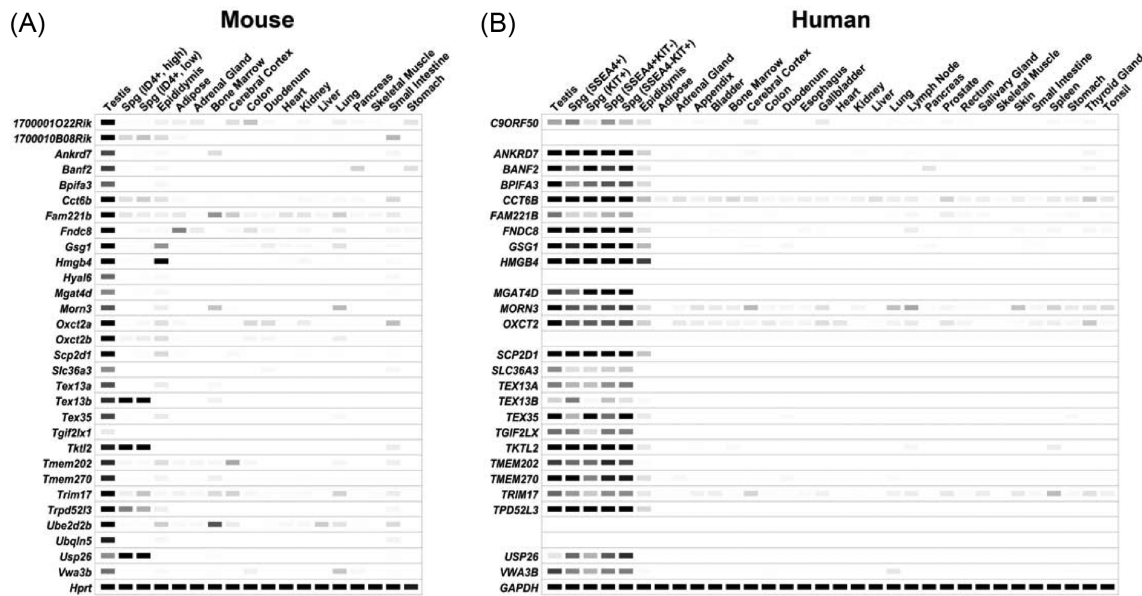 (A) Mouse
Testis
Spg (ID4+, high)
Spg (ID4+, low)
Epididymis
Adipose
Adrenal Gland
Bone Marrow
Cerebral Cortex
Colon
Duodenum
Heart
Kidney
Liver
Lung
Pancreas
Skeletal Muscle
Small Intestine
Stomach
1700001O22Rik
1700010B08Rik
Ankrd7
Banf2
Bpifa3
Cct6b
Fam221b
Fndc8
Gsg1
Hmgb4
Hyal6
Mgat4d
Morn3
Oxct2a
Oxct2b
Scp2d1
Slc36a3
Tex13a
Tex13b
Tex35
Tgif2lx1
Tktl2
Tmem202
Tmem270
Trim17
Trpd52l3
Ube2d2b
Ubqln5
Usp26
Vwa3b
Hprt
(B) Human
Testis
Spg (SSEA4+)
Spg (KIT+)
Spg (SSEA4+KIT-)
Spg (SSEA4-KIT+)
Epididymis
Adipose
Adrenal Gland
Appendix
Bladder
Bone Marrow
Cerebral Cortex
Colon
Duodenum
Esophagus
Gallbladder
Heart
Kidney
Liver
Lung
Lymph Node
Pancreas
Prostate
Rectum
Salivary Gland
Skeletal Muscle
Skin
Small Intestine
Spleen
Stomach
Thyroid Gland
Tonsil
C9ORF50
ANKRD7
BANF2
BPIFA3
CCT6B
FAM221B
FNDC8
GSG1
HMGB4
MGAT4D
MORN3
OXCT2
SCP2D1
SLC36A3
TEX13A
TEX13B
TEX35
TGIF2LX
TKTL2
TMEM202
TMEM270
TRIM17
TPD52L3
USP26
VWA3B
GAPDH